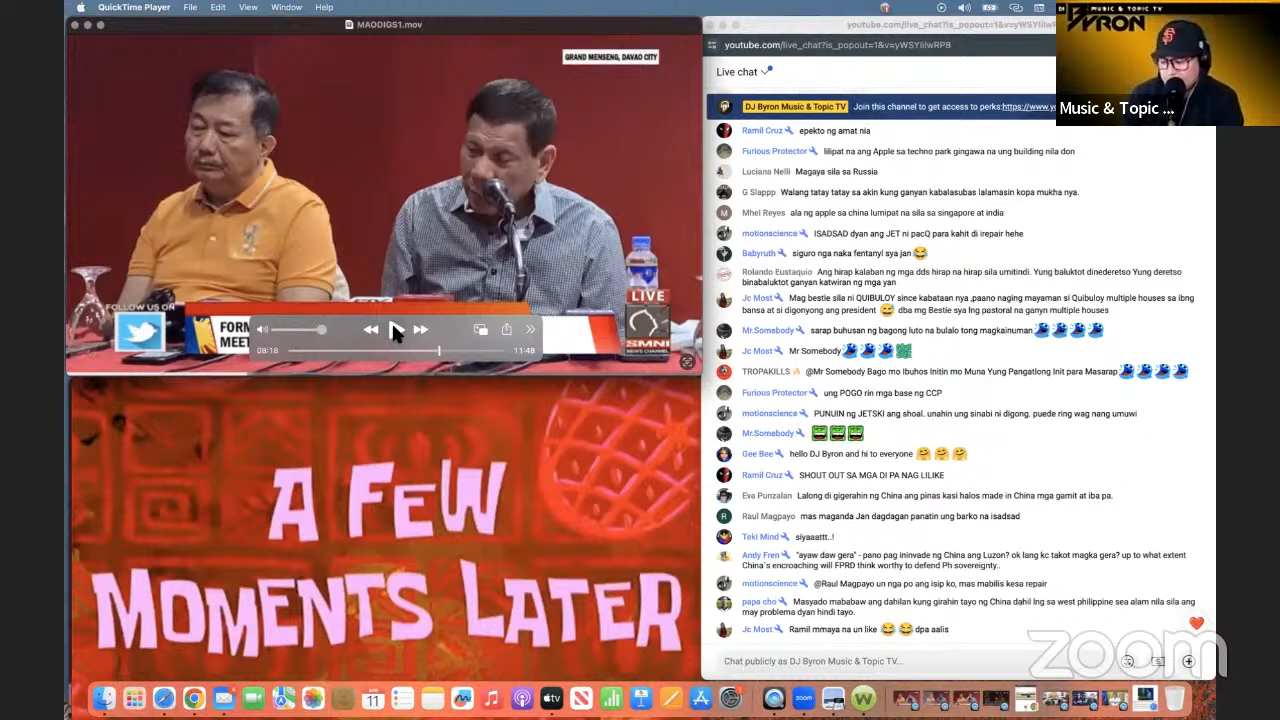 QuickTime Player File Edit View Window Help
MAODIGS1.mov
GRAND MENSENG, DAVAO CITY
FOLLOW US ON
LIVE
SMNI
NEWS CHANNEL
FORM
MEET
08:18
11:48
A FEW
MOMENTS LATER
youtube.com/live_chat?is_popout=1&v=yWSYIilwRP8
Live chat
DJ Byron Music & Topic TV Join this channel to get access to perks:https://www.yo
Ramil Cruz epekto ng amat nia
Furious Protector lilipat na ang Apple sa techno park gingawa na ung building nila don
Luciana Nelli Magaya sila sa Russia
G Slappp Walang tatay tatay sa akin kung ganyan kabalasubas lalamasin kopa mukha nya.
M Mhel Reyes ala ng apple sa china lumipat na sila sa singapore at india
motionscience ISADSAD dyan ang JET ni pacQ para kahit di irepair hehe
Babyruth siguro nga naka fentanyl sya jan😂
Rolando Eustaquio Ang hirap kalaban ng mga dds hirap na hirap sila umitindi. Yung baluktot dinederetso Yung deretso
binabaluktot ganyan katwiran ng mga yan
Jc Most Mag bestie sila ni QUIBULOY since kabataan nya ,paano naging mayaman si Quibuloy multiple houses sa ibng
bansa at si digonyong ang president 😅 dba mg Bestie sya lng pastoral na ganyn multiple houses
Mr.Somebody sarap buhusan ng bagong luto na bulalo tong magkainuman
Jc Most Mr Somebody
TROPAKILLS 🔥 @Mr Somebody Bago mo Ibuhos Initin mo Muna Yung Pangatlong Init para Masarap
Furious Protector ung POGO rin mga base ng CCP
motionscience PUNUIN ng JETSKI ang shoal. unahin ung sinabi ni digong. puede ring wag nang umuwi
Mr.Somebody
Gee Bee hello DJ Byron and hi to everyone 🤗 🤗 🤗
Ramil Cruz SHOUT OUT SA MGA DI PA NAG LILIKE
Eva Punzalan Lalong di gigerahin ng China ang pinas kasi halos made in China mga gamit at iba pa.
R Raul Magpayo mas maganda Jan dagdagan panatin ung barko na isadsad
Teki Mind siyaaattt..!
Andy Fren "ayaw daw gera" - pano pag ininvade ng China ang Luzon? ok lang kc takot magka gera? up to what extent
China`s encroaching will FPRD think worthy to defend Ph sovereignty..
motionscience @Raul Magpayo un nga po ang isip ko, mas mabilis kesa repair
papa cho Masyado mababaw ang dahilan kung girahin tayo ng China dahil lng sa west philippine sea alam nila sila ang
may problema dyan hindi tayo.
Jc Most Ramil mmaya na un like 😂 😂 dpa aalis
Chat publicly as DJ Byron Music & Topic TV...
MUSIC & TOPIC TV
BYRON
Music & Topic ...
zoom
APR
11
tv
zoom